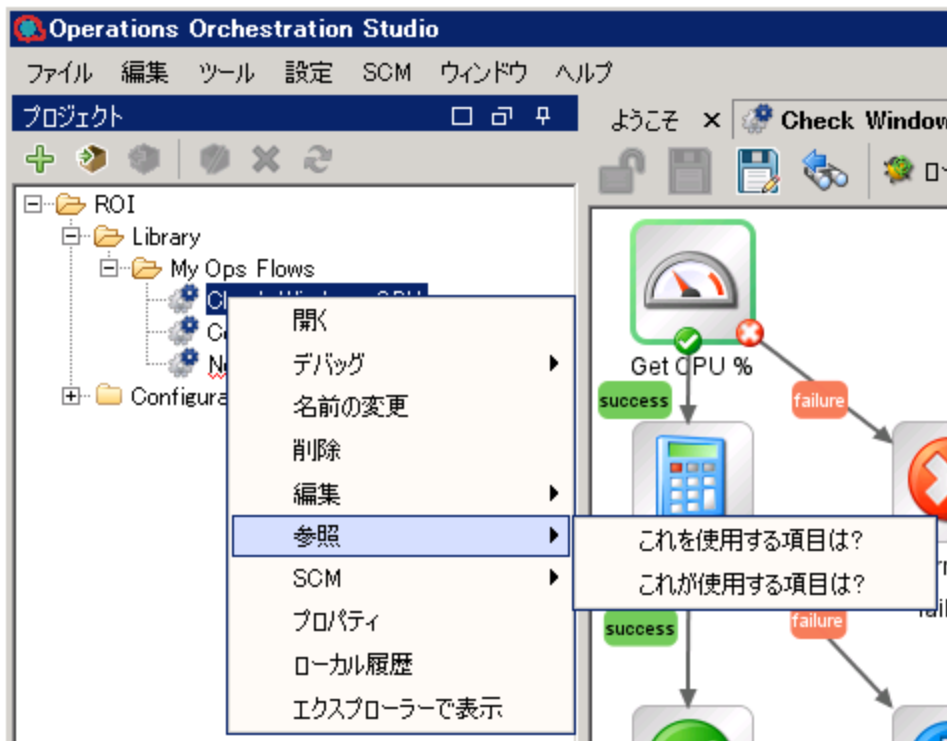 Operations Orchestration Studio
ファイル 編集 ツール 設定 SCM ウィンドウ ヘルプ
プロジェクト
ようこそ × Check Window
ロー
ROI
Library
My Ops Flows
Configura
開く
デバッグ
名前の変更
削除
編集
参照
SCM
プロパティ
ローカル履歴
エクスプローラーで表示
これを使用する項目は?
これが使用する項目は?
Get CPU %
success
failure
success
failure